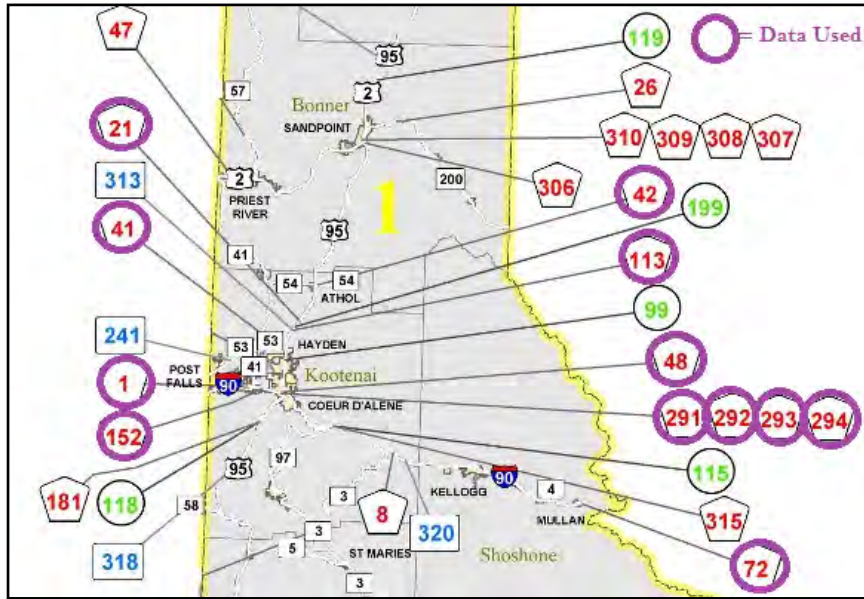 47
119
= Data Used
95
57
2
26
Bonner
SANDPOINT
21
310 309 308 307
313
2
306
42
200
PRIEST
RIVER
1
199
41
95
41
113
54
54
ATHOL
99
241
53
53
HAYDEN
POST
FALLS
41
Kootenai
48
1
90
COEUR D'ALENE
291 292 293 294
152
97
115
95
90
181
118
KELLOGG
4
3
58
8
315
320
MULLAN
3
318
5
ST MARIES
Shoshone
72
3